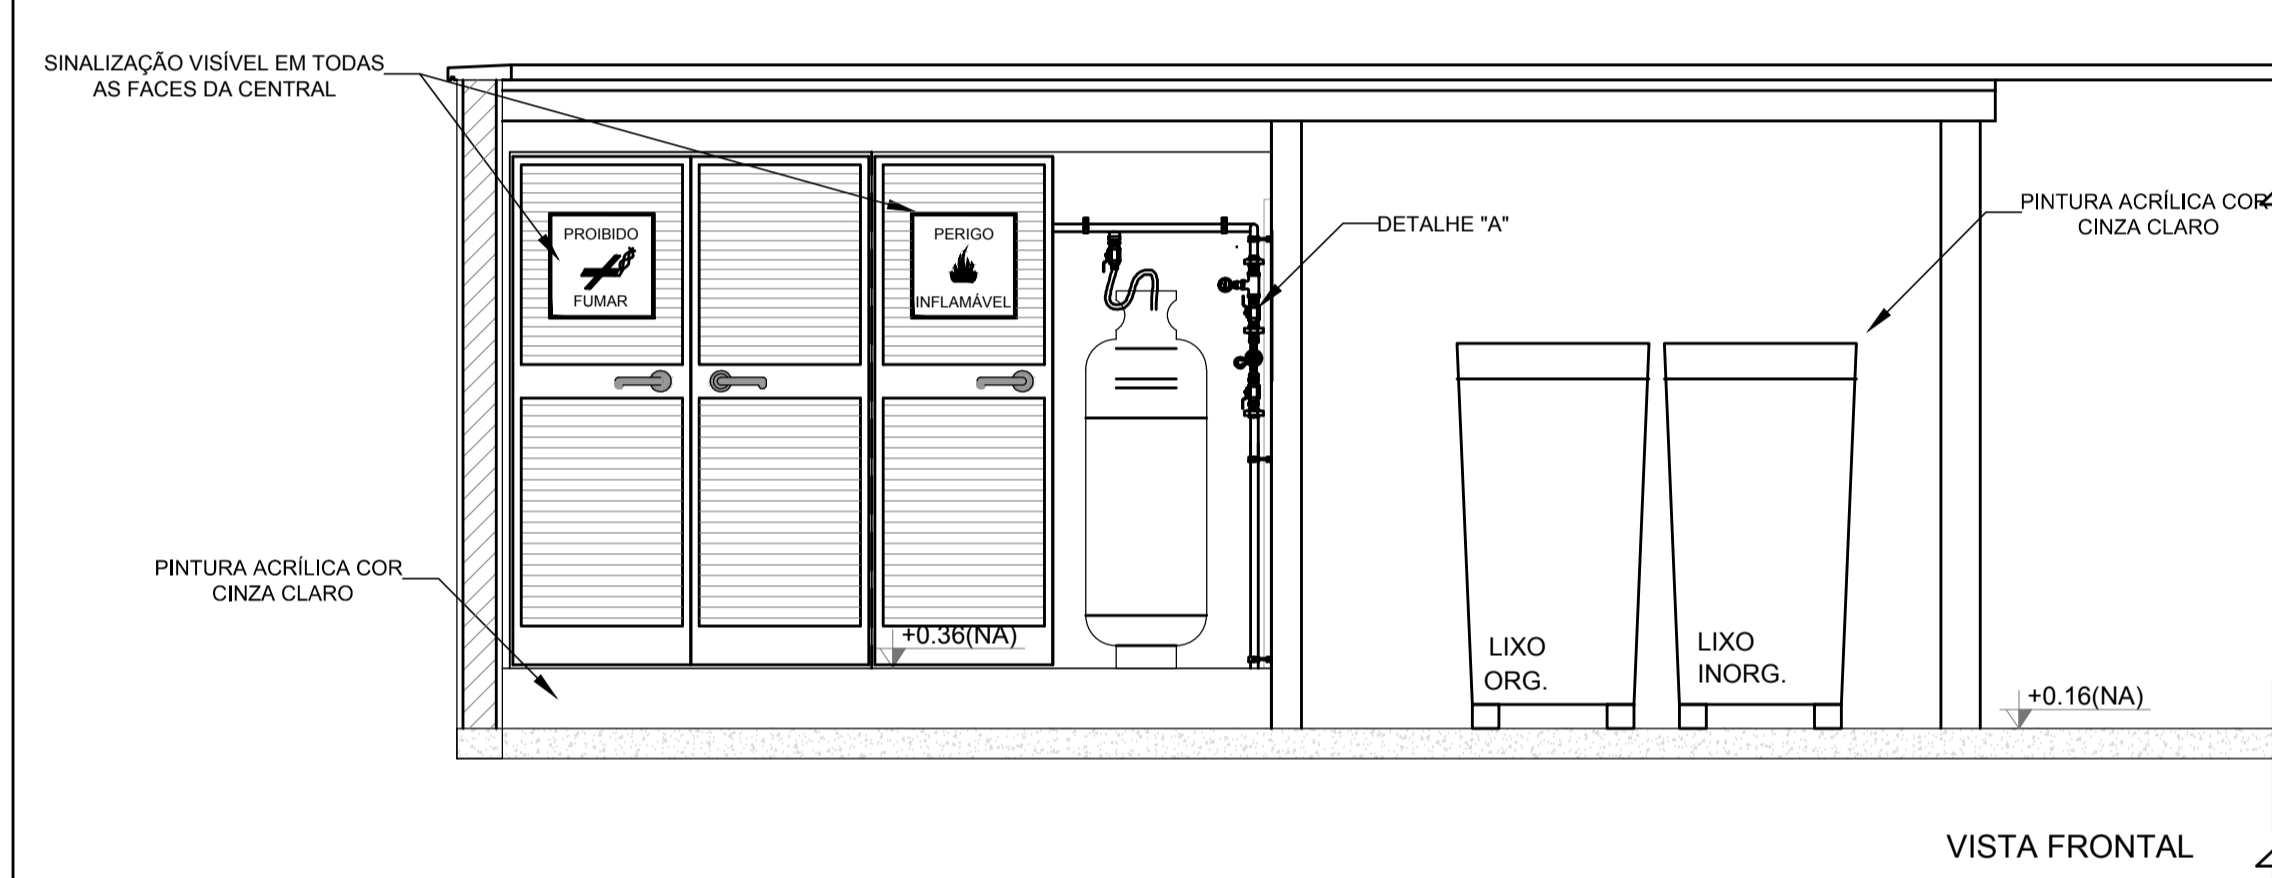 SINALIZAÇÃO VISÍVEL EM TODAS
AS FACES DA CENTRAL
PROIBIDO
FUMAR
PERIGO
INFLAMÁVEL
DETALHE "A"
PINTURA ACRÍLICA COR
CINZA CLARO
PINTURA ACRÍLICA COR
CINZA CLARO
+0.36(NA)
LIXO
ORG.
LIXO
INORG.
+0.16(NA)
VISTA FRONTAL